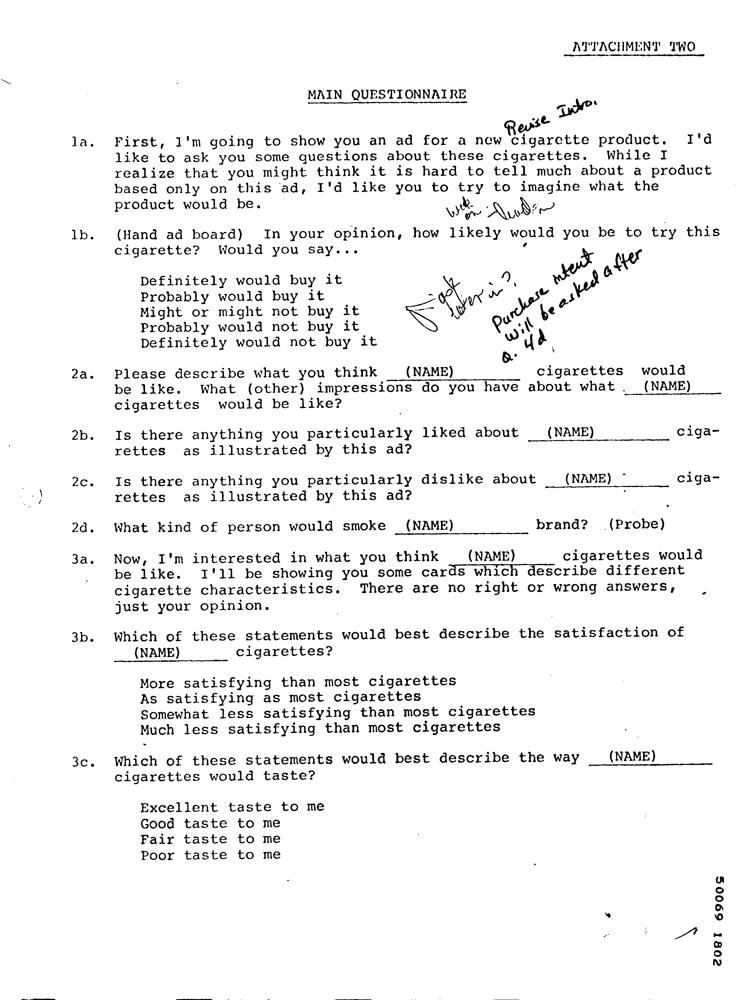 ATTACHMENT TWO
MAIN QUESTIONNAIRE
Revise Intro.
1a. First, I'm going to show you an ad for a new cigarette product. I'd
like to ask you some questions about these cigarettes. While I
realize that you might think it is hard to tell much about a product
based only on this ad, I'd like you to try to imagine what the
product would be.
1b. (Hand ad board) In your opinion, how likely would you be to try this
cigarette? Would you say...
Definitely would buy it
Probably would buy it
Might or might not buy it
Probably would not buy it
Definitely would not buy it
Purchase intent
will be asked after
Q. 4d
2a. Please describe what you think (NAME) cigarettes would
be like. What (other) impressions do you have about what (NAME)
cigarettes would be like?
2b. Is there anything you particularly liked about (NAME) ciga-
rettes as illustrated by this ad?
2c. Is there anything you particularly dislike about (NAME) ciga-
rettes as illustrated by this ad?
2d. What kind of person would smoke (NAME) brand? (Probe)
3a. Now, I'm interested in what you think (NAME) cigarettes would
be like. I'll be showing you some cards which describe different
cigarette characteristics. There are no right or wrong answers,
just your opinion.
3b. Which of these statements would best describe the satisfaction of
(NAME) cigarettes?
More satisfying than most cigarettes
As satisfying as most cigarettes
Somewhat less satisfying than most cigarettes
Much less satisfying than most cigarettes
3c. Which of these statements would best describe the way (NAME)
cigarettes would taste?
Excellent taste to me
Good taste to me
Fair taste to me
Poor taste to me
50069 1802